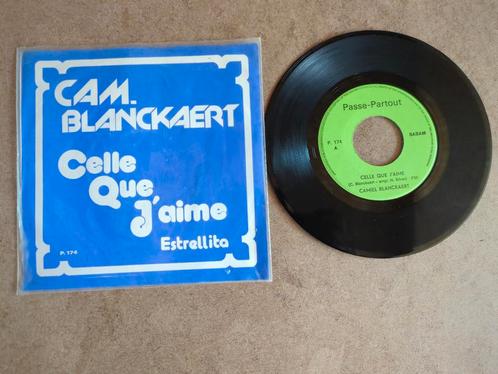 CAM.
BLANCKAERT
Celle
Que
J'aime
Estrellita
P. 174
Passe-Partout
P. 174
A
SABAM
CELLE QUE J'AIME
CAMIEL BLANCKAERT